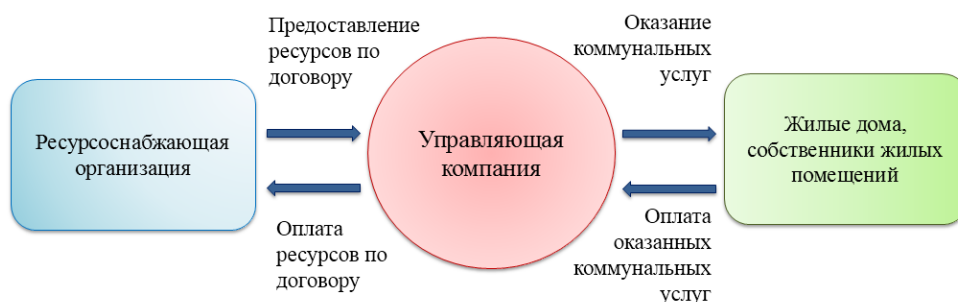 Предоставление
ресурсов по
договору
Оказание
коммунальных
услуг
Ресурсоснабжающая
организация
Управляющая
компания
Жилые дома,
собственники жилых
помещений
Оплата
ресурсов по
договору
Оплата
оказанных
коммунальных
услуг